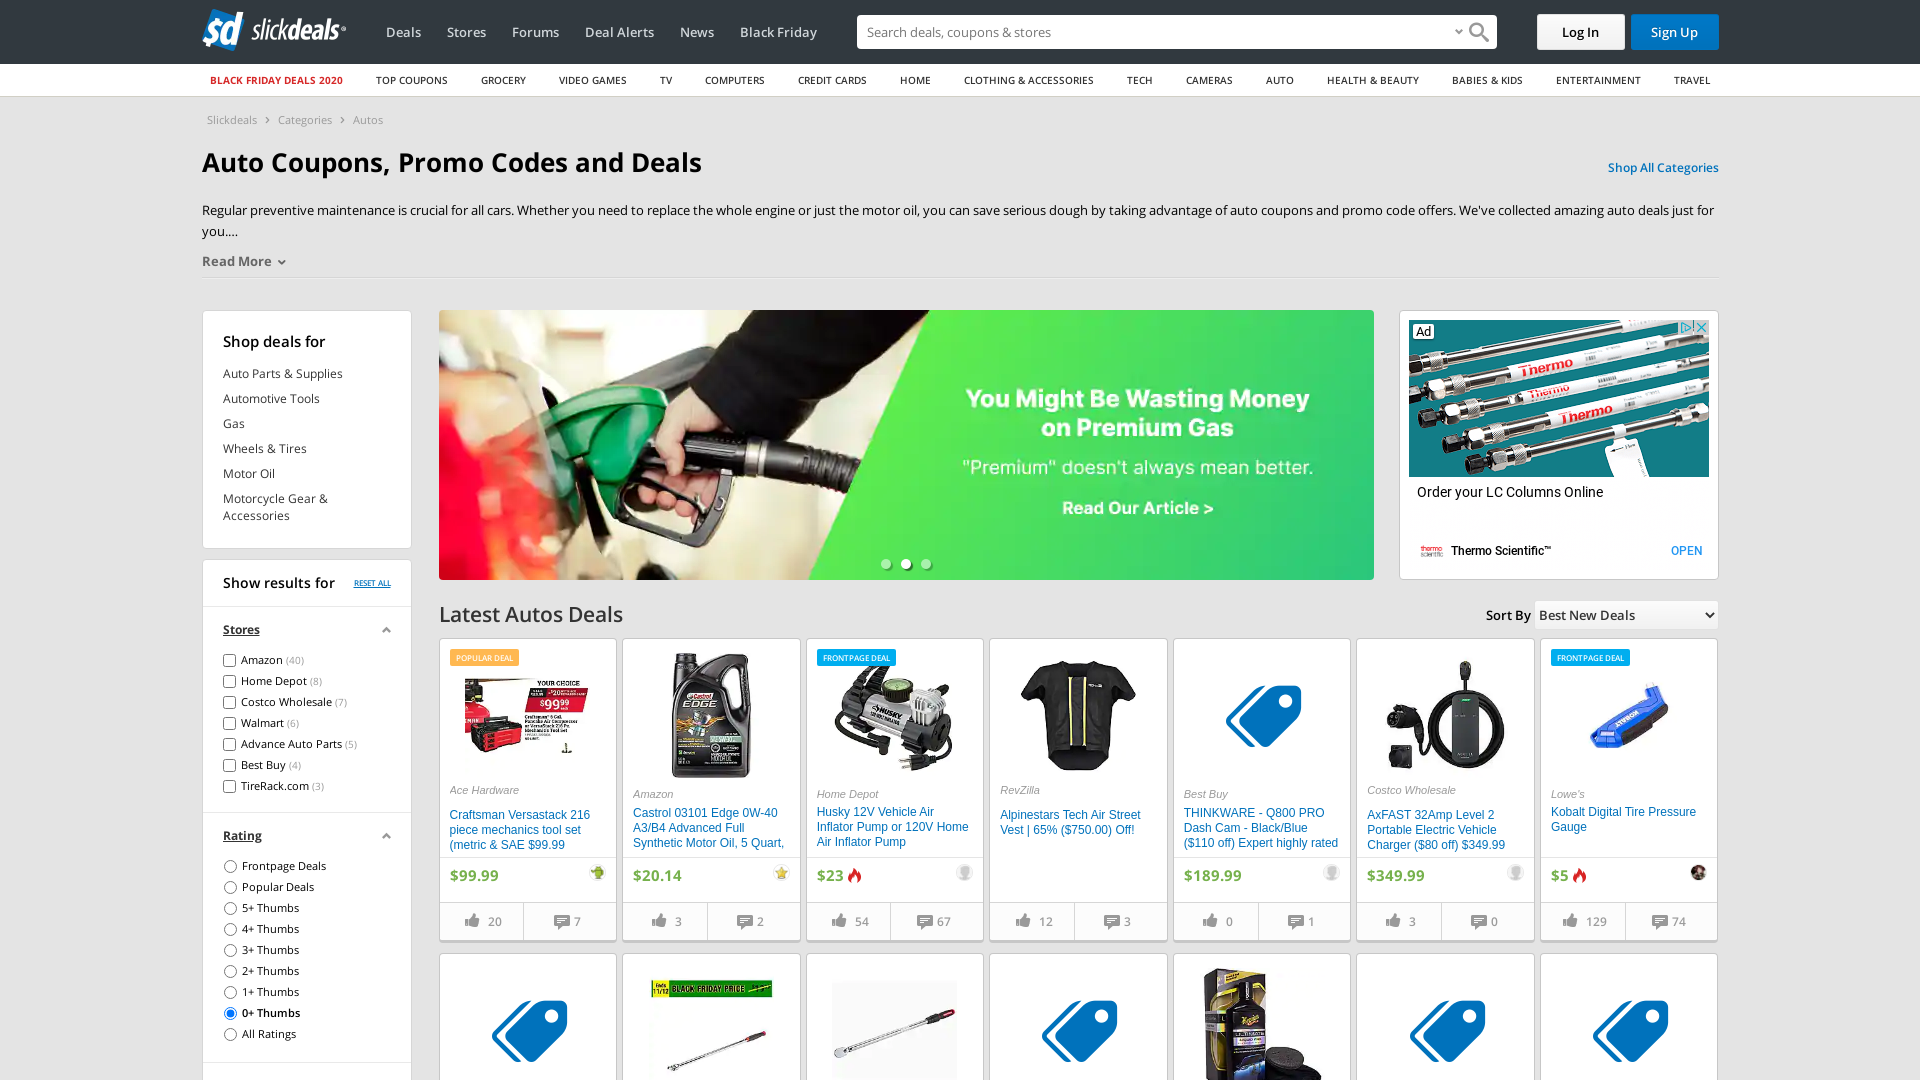 slickdeals
Deals
Stores
Forums
Deal Alerts
News
Black Friday
Search deals, coupons & stores
Log In
Sign Up
BLACK FRIDAY DEALS 2020
TOP COUPONS
GROCERY
VIDEO GAMES
TV
COMPUTERS
CREDIT CARDS
HOME
CLOTHING & ACCESSORIES
TECH
CAMERAS
AUTO
HEALTH & BEAUTY
BABIES & KIDS
ENTERTAINMENT
TRAVEL
Slickdeals > Categories > Autos
Auto Coupons, Promo Codes and Deals
Shop All Categories
Regular preventive maintenance is crucial for all cars. Whether you need to replace the whole engine or just the motor oil, you can save serious dough by taking advantage of auto coupons and promo code offers. We've collected amazing auto deals just for
you....
Read More
Shop deals for
Auto Parts & Supplies
Automotive Tools
Gas
Wheels & Tires
Motor Oil
Motorcycle Gear &
Accessories
Show results for
RESET ALL
Stores
Amazon (40)
Home Depot (8)
Costco Wholesale (7)
Walmart (6)
Advance Auto Parts (5)
Best Buy (4)
TireRack.com (3)
Rating
Frontpage Deals
Popular Deals
5+ Thumbs
4+ Thumbs
3+ Thumbs
2+ Thumbs
1+ Thumbs
0+ Thumbs
All Ratings
You Might Be Wasting Money
on Premium Gas
"Premium" doesn't always mean better.
Read Our Article >
Ad
Thermo
Thermo
Thermo
Thermo
Order your LC Columns Online
thermo
scientific
Thermo Scientific™
OPEN
Latest Autos Deals
Sort By
Best New Deals
POPULAR DEAL
YOUR CHOICE
$99.99
Ace Hardware
Craftsman Versastack 216
piece mechanics tool set
(metric & SAE $99.99
$99.99
20
7
Castrol
EDGE
Amazon
Castrol 03101 Edge 0W-40
A3/B4 Advanced Full
Synthetic Motor Oil, 5 Quart,
$20.14
3
2
FRONTPAGE DEAL
HUSKY
Home Depot
Husky 12V Vehicle Air
Inflator Pump or 120V Home
Air Inflator Pump
$23
54
67
RevZilla
Alpinestars Tech Air Street
Vest | 65% ($750.00) Off!
12
3
Best Buy
THINKWARE - Q800 PRO
Dash Cam - Black/Blue
($110 off) Expert highly rated
$189.99
0
1
Costco Wholesale
AxFAST 32Amp Level 2
Portable Electric Vehicle
Charger ($80 off) $349.99
$349.99
3
0
FRONTPAGE DEAL
KOBALT
Lowe's
Kobalt Digital Tire Pressure
Gauge
$5
129
74
Ends
11/12
BLACK FRIDAY PRICE